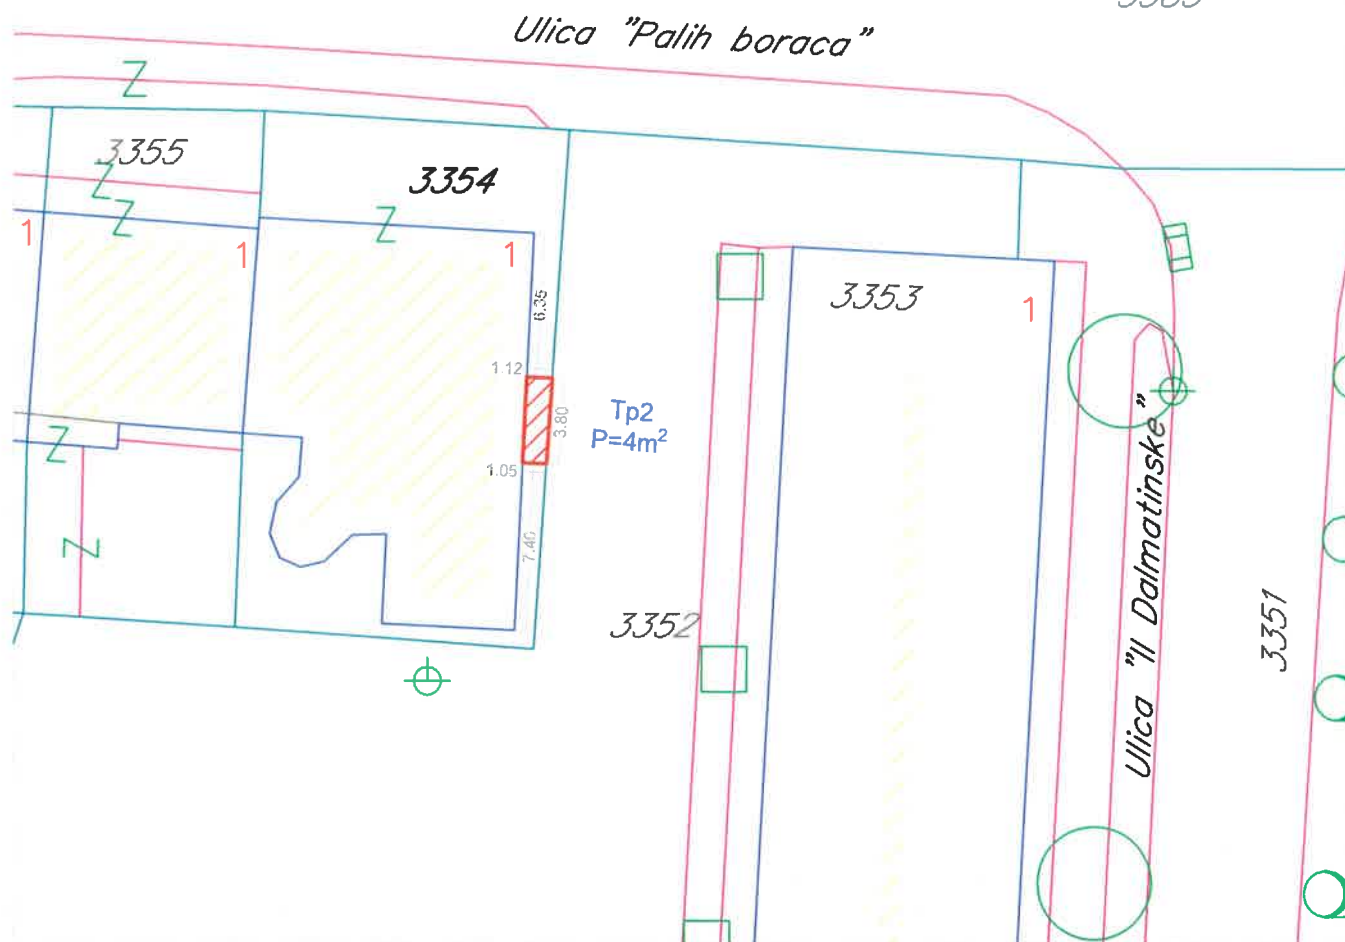 Ulica "Palih boraca"
Z
3355
3354
Z
Z
Z
1
1
1
6.35
3353
1
1.12
3.80
Tp2
P=4m²
1.05
Z
7.40
Z
3352
Ulica "II Dalmatinske"
3351